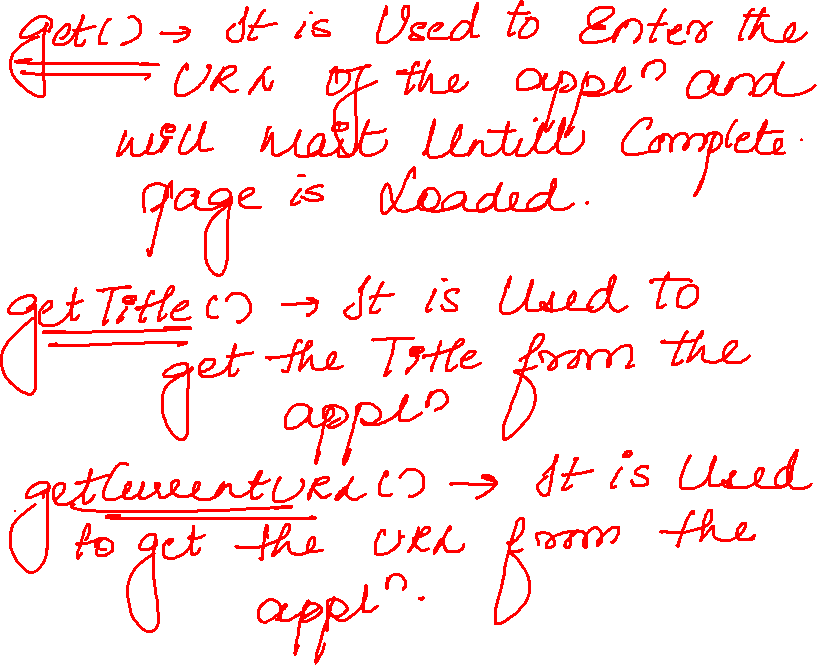 get() → It is Used to Enter the
URL of the appln and
will wait Untill Complete
page is Loaded.
getTitle() → It is Used to
get the Title from the
appln
getCurrentURL() → It is Used
to get the URL from the
appln.